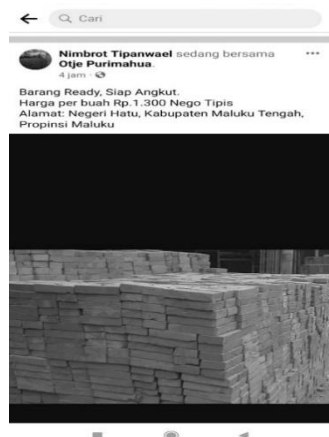 Cari
Nimbrot Tipanwael sedang bersama
Otje Purimahua.
4 jam
Barang Ready, Siap Angkut.
Harga per buah Rp.1.300 Nego Tipis
Alamat: Negeri Hatu, Kabupaten Maluku Tengah,
Propinsi Maluku